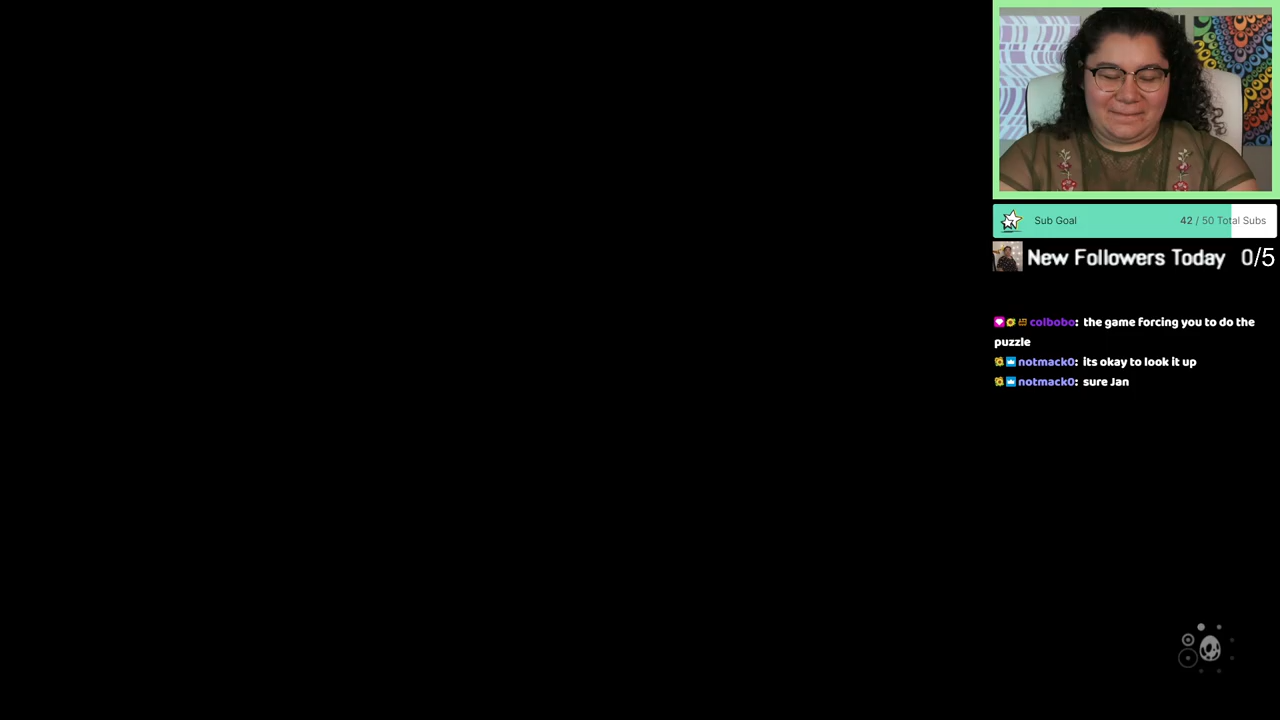 Sub Goal 42 / 50 Total Subs
New Followers Today 0/5
colbobo: the game forcing you to do the
puzzle
notmack0: its okay to look it up
notmack0: sure Jan